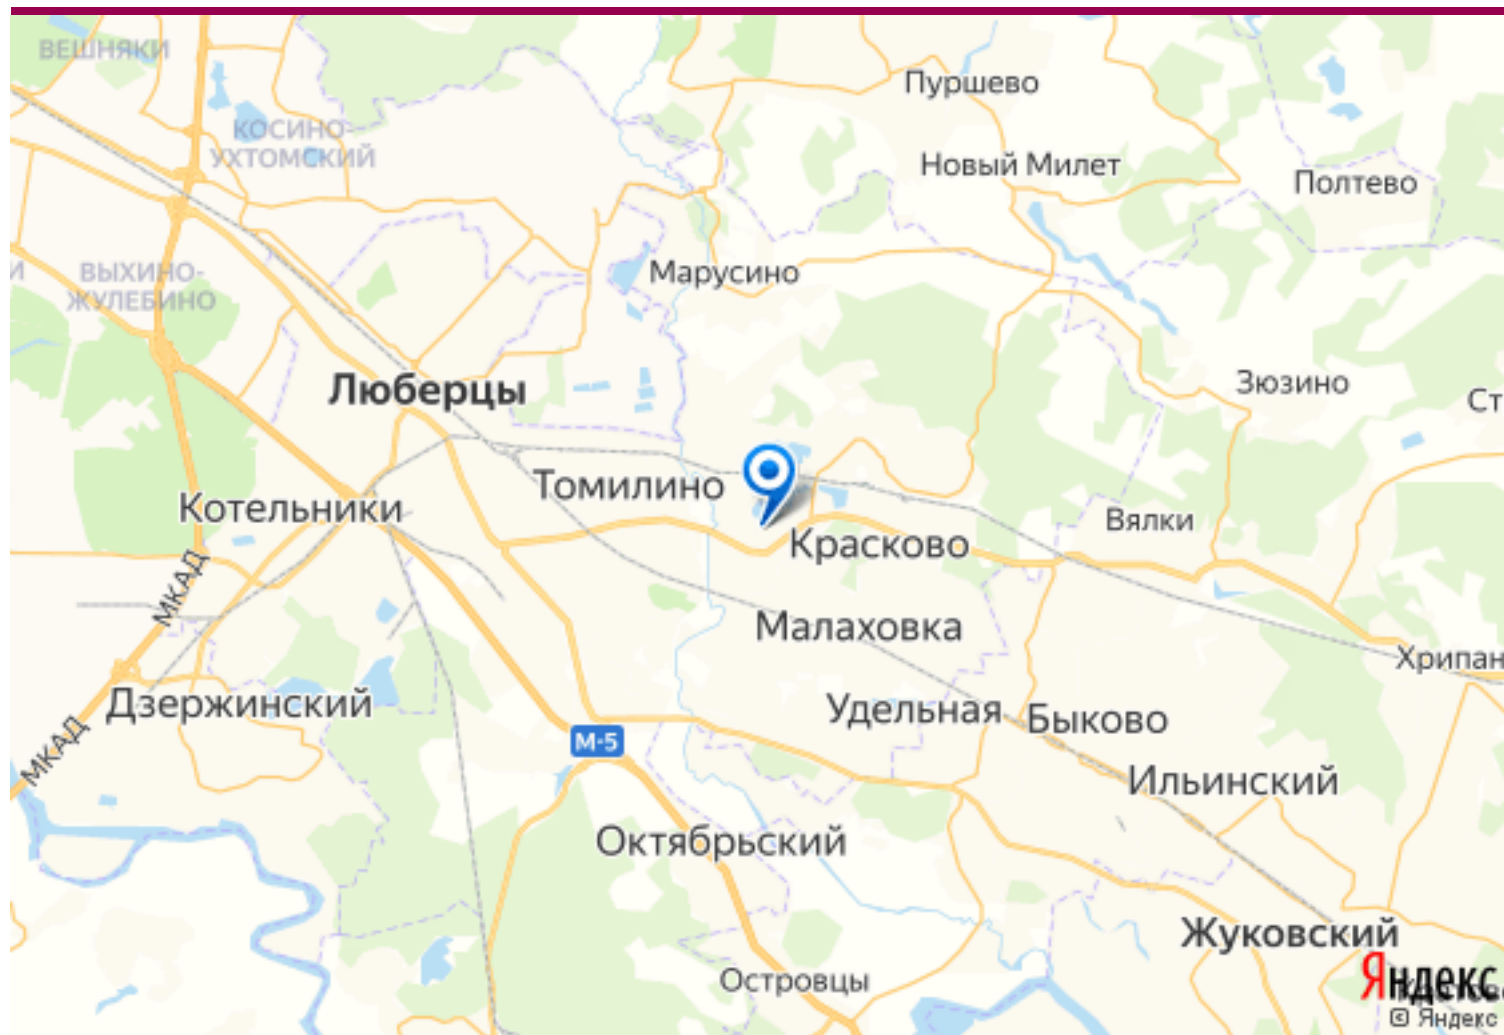 ВЕШНЯКИ
Пуршево
КОСИНО-
УХТОМСКИЙ
Новый Милет
Полтево
И
ВЫХИНО-
ЖУЛЕБИНО
Марусино
Люберцы
Зюзино
Ст
Томилино
Котельники
Вялки
Красково
МКАД
Малаховка
Хрипан
Дзержинский
Удельная
Быково
М-5
МКАД
Ильинский
Октябрьский
Жуковский
Островцы
Яндекс
© Яндекс